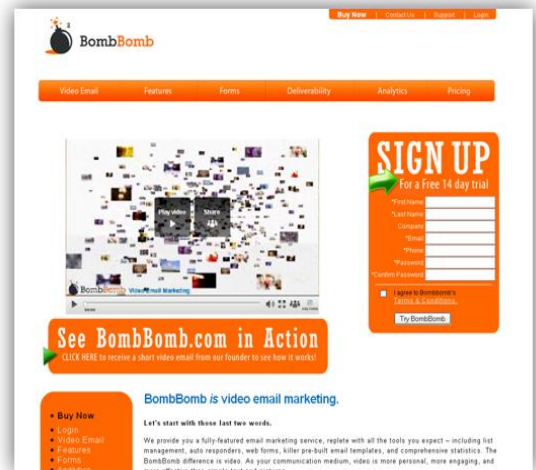 Buy Now | Contact Us | Support | Login
BombBomb
Video Email Features Forms Deliverability Analytics Pricing
SIGN UP
For a Free 14 day trial
*First Name
*Last Name
Company
*Email
*Phone
*Password
*Confirm Password
I agree to Bombbomb's
Terms & Conditions.
Try BombBomb
Play video Share
BombBomb Video Email Marketing
See BombBomb.com in Action
CLICK HERE to receive a short video email from our founder to see how it works!
• Buy Now
• Login
• Video Email
• Features
• Forms
BombBomb is video email marketing.
Let's start with those last two words.
We provide you a fully-featured email marketing service, replete with all the tools you expect – including list
management, auto responders, web forms, killer pre-built email templates, and comprehensive statistics. The
BombBomb difference is video. As your communication medium, video is more personal, more engaging, and